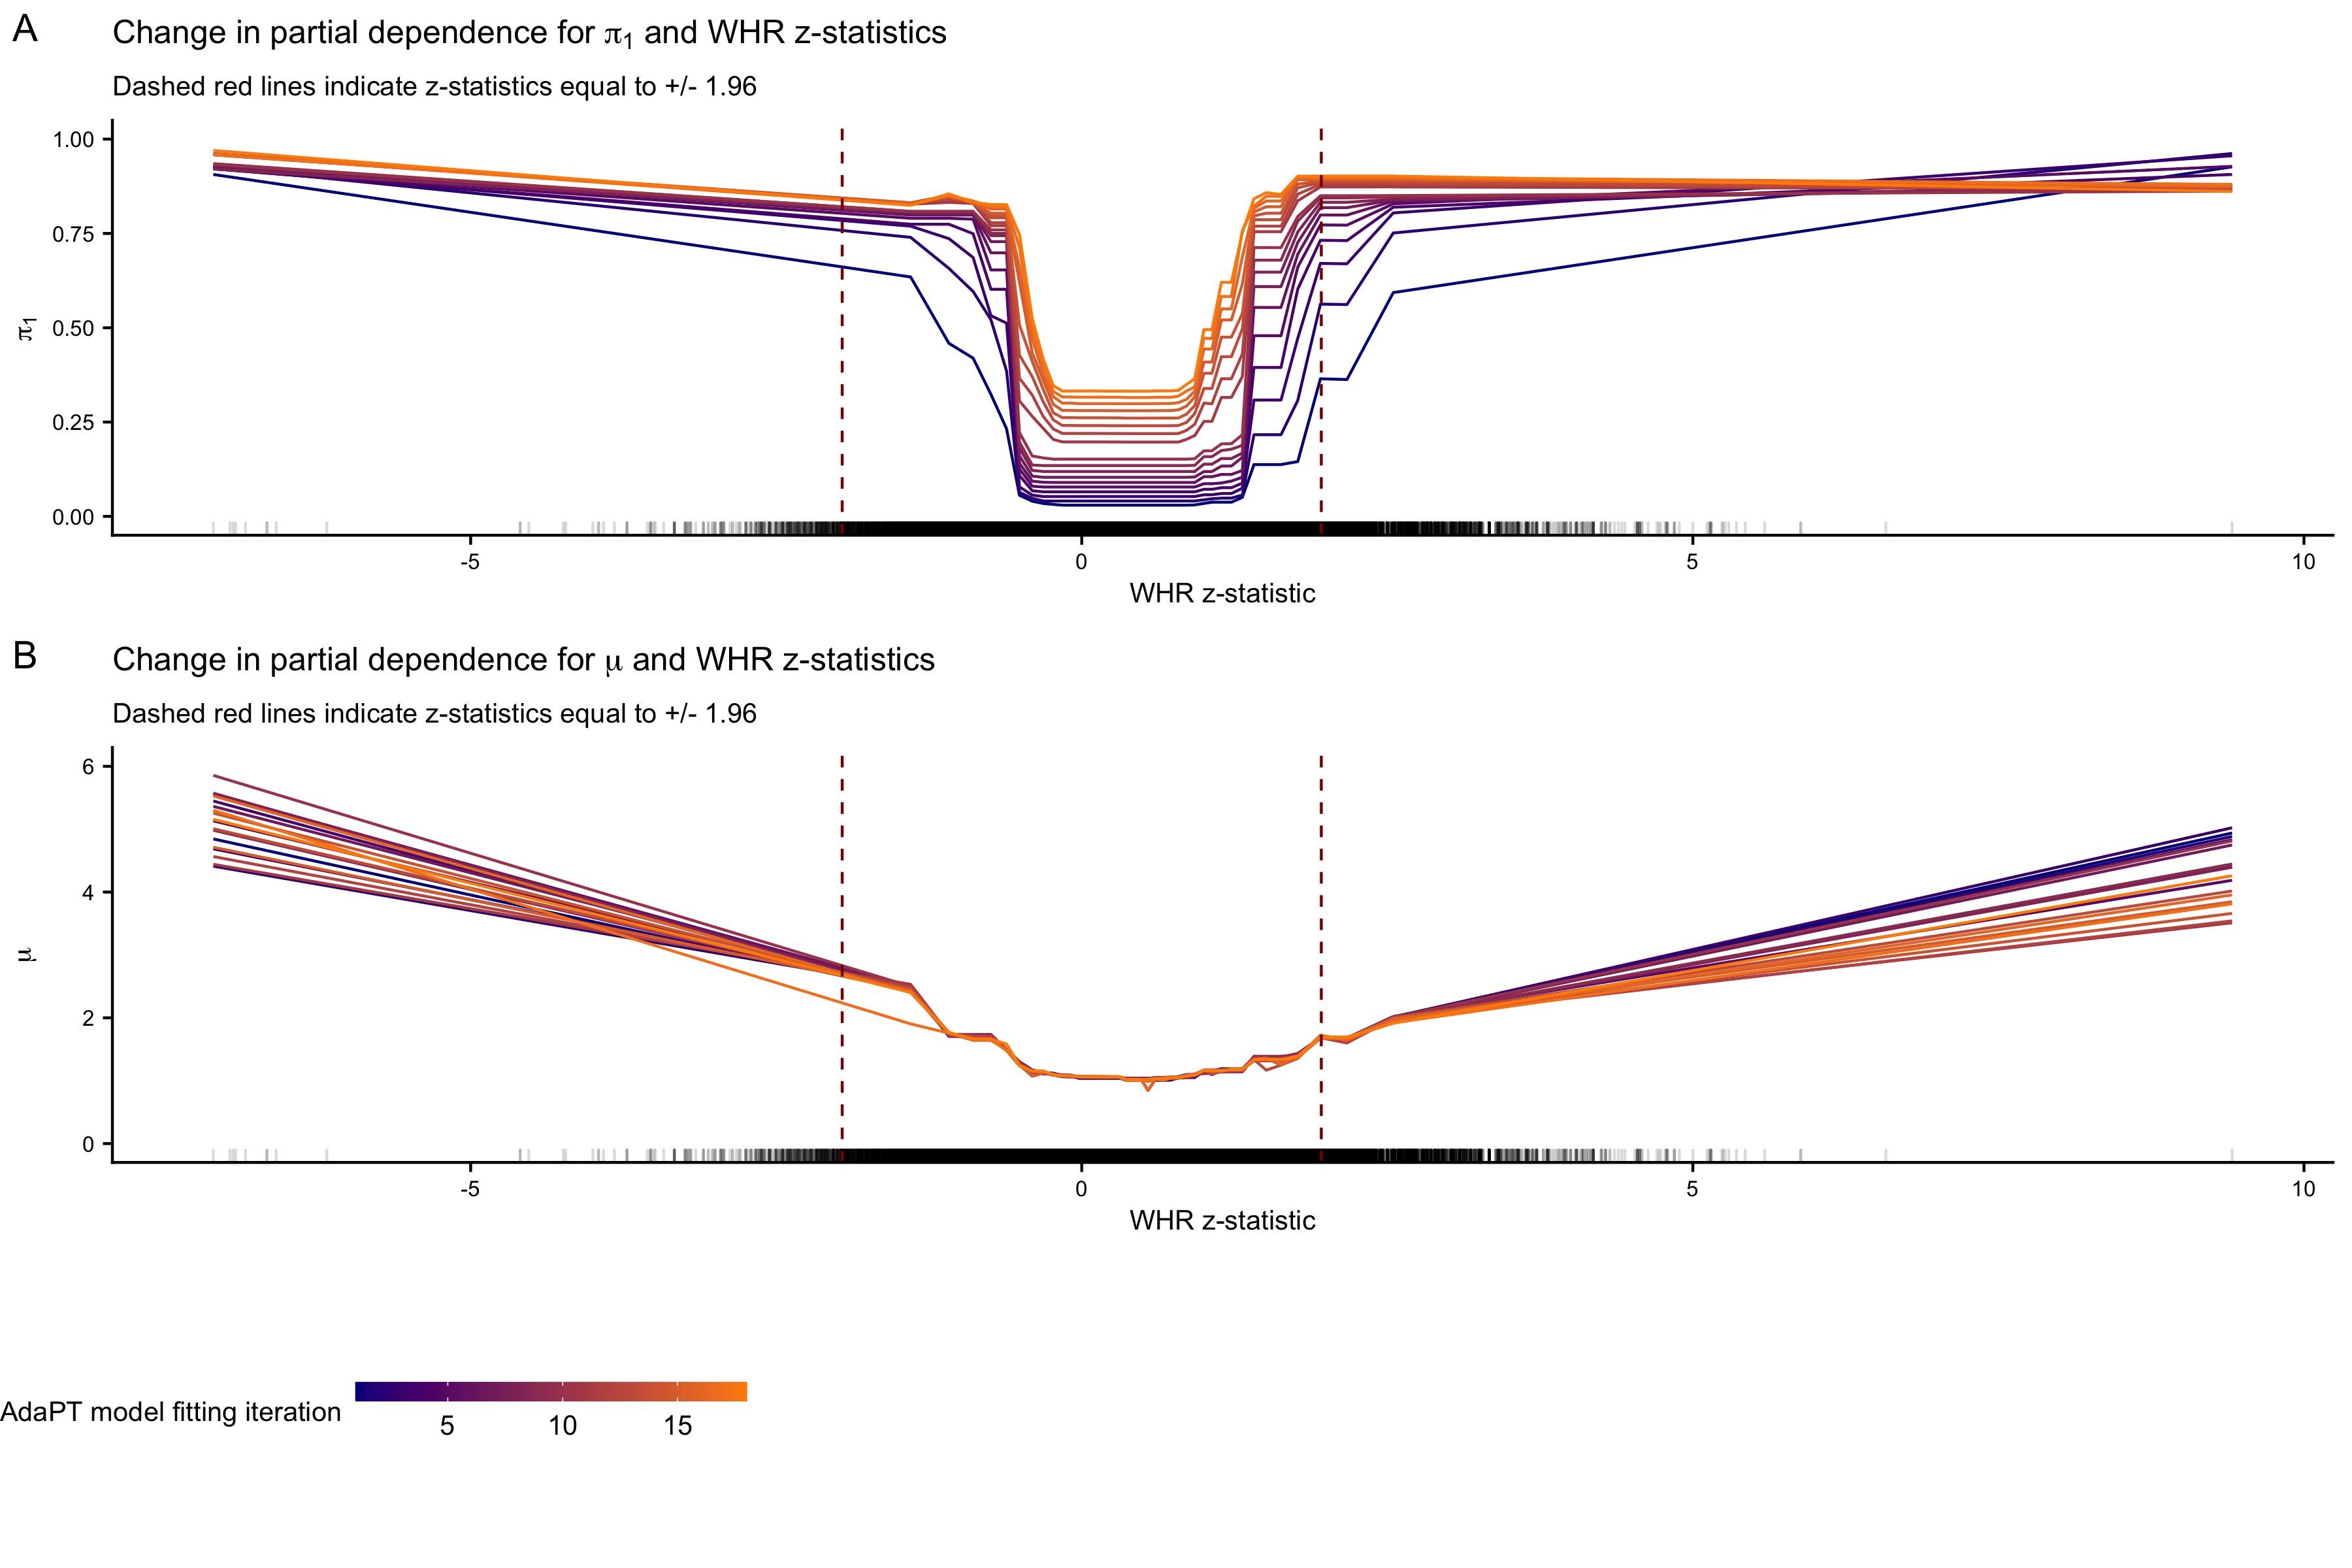 A
Change in partial dependence for π₁ and WHR z-statistics
Dashed red lines indicate z-statistics equal to +/- 1.96
1.00
0.75
0.50
0.25
0.00
π₁
-5 0 5 10
WHR z-statistic
B
Change in partial dependence for μ and WHR z-statistics
Dashed red lines indicate z-statistics equal to +/- 1.96
6
4
2
0
μ
-5 0 5 10
WHR z-statistic
AdaPT model fitting iteration
5 10 15